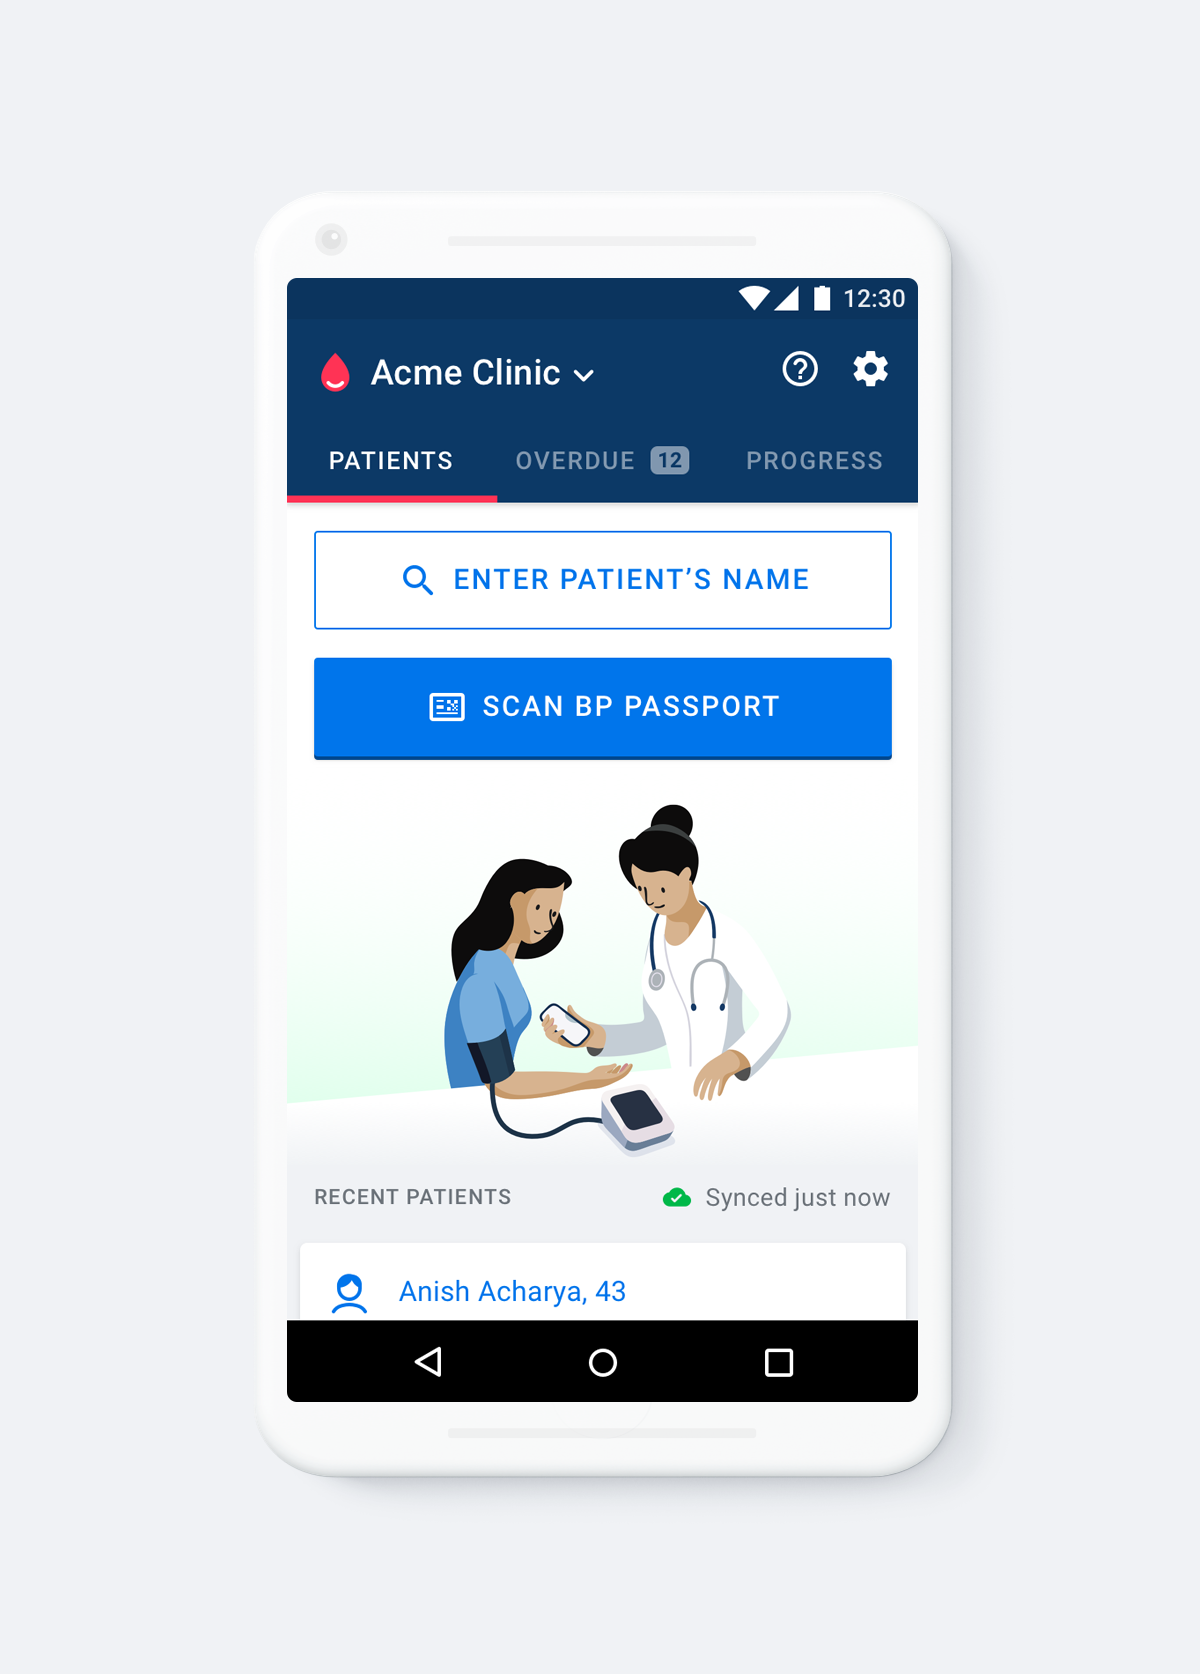 12:30
Acme Clinic
PATIENTS OVERDUE 12 PROGRESS
ENTER PATIENT’S NAME
SCAN BP PASSPORT
RECENT PATIENTS Synced just now
Anish Acharya, 43